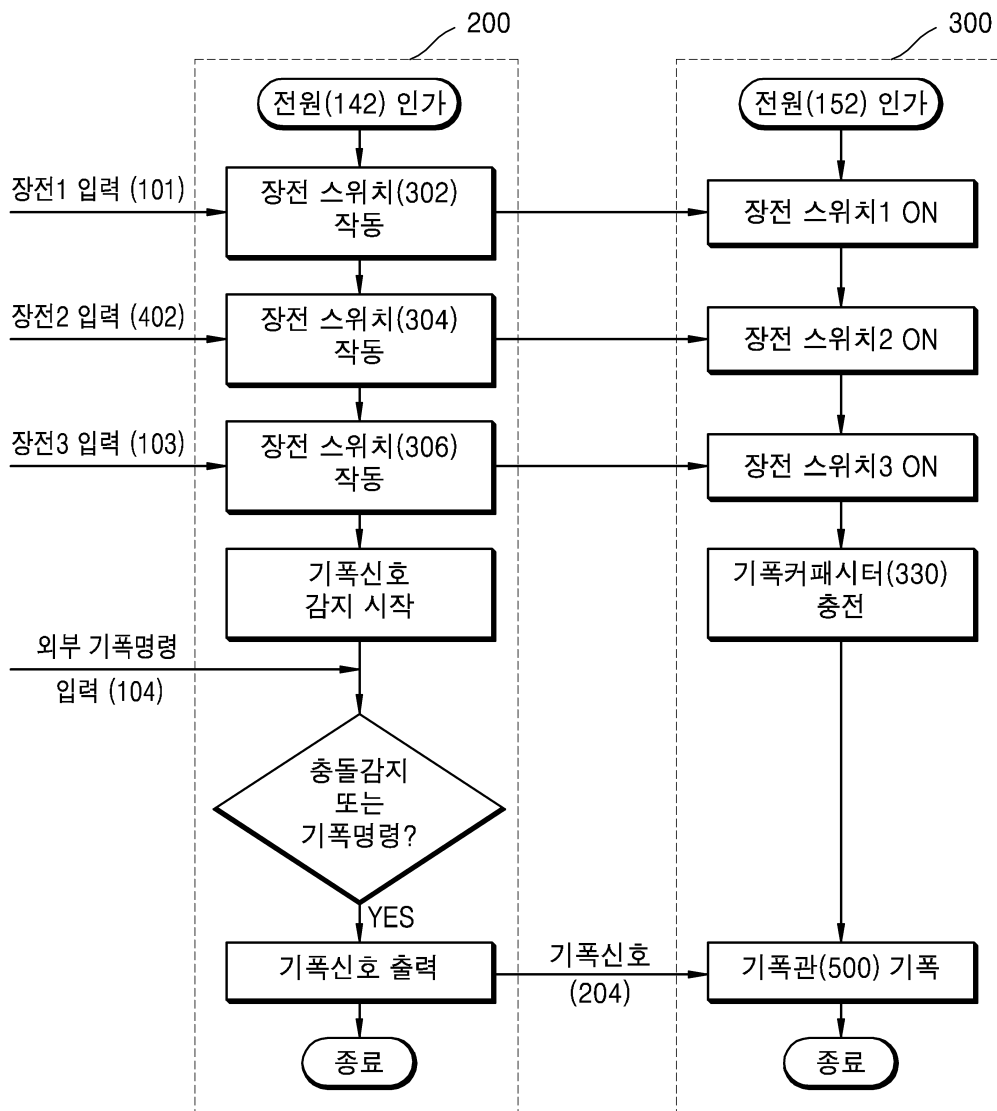 200
300
전원(142) 인가
전원(152) 인가
장전1 입력 (101)
장전 스위치(302)
작동
장전 스위치1 ON
장전2 입력 (402)
장전 스위치(304)
작동
장전 스위치2 ON
장전3 입력 (103)
장전 스위치(306)
작동
장전 스위치3 ON
기폭신호
감지 시작
기폭커패시터(330)
충전
외부 기폭명령
입력 (104)
충돌감지
또는
기폭명령?
YES
기폭신호 출력
기폭신호
(204)
기폭관(500) 기폭
종료
종료